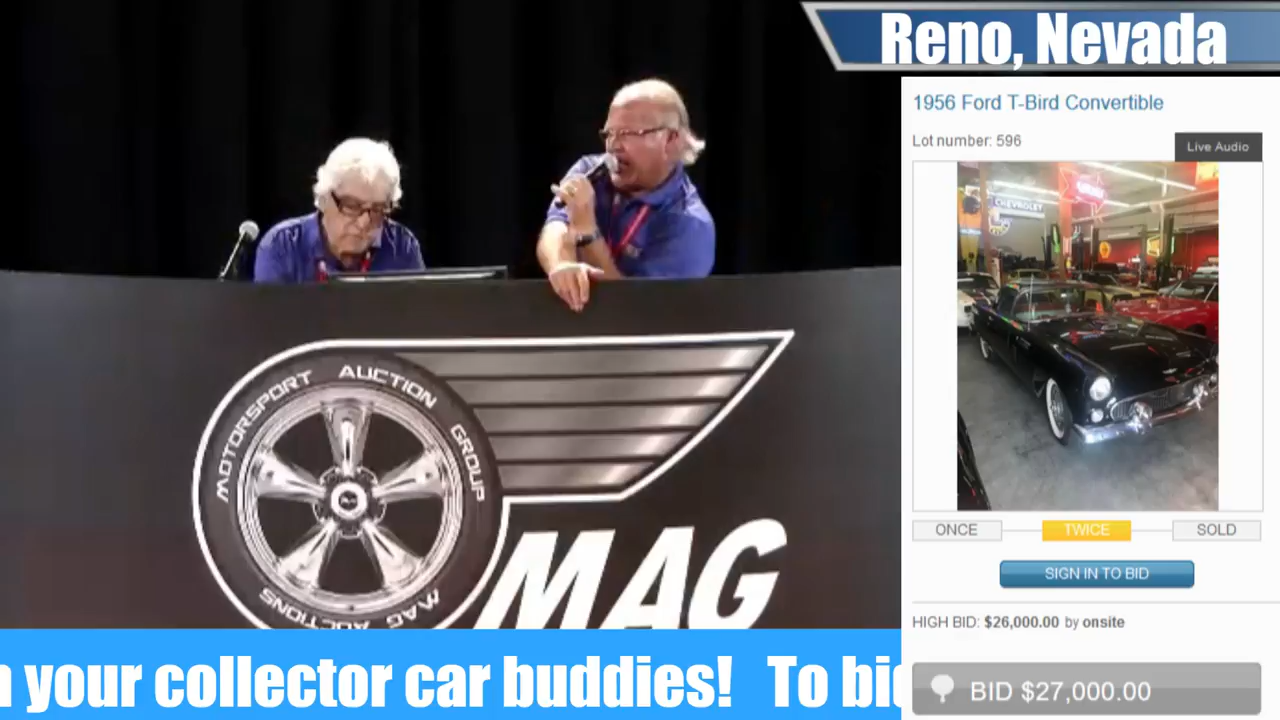 Reno, Nevada
1956 Ford T-Bird Convertible
Lot number: 596
Live Audio
CHEVROLET
ONCE
TWICE
SOLD
SIGN IN TO BID
HIGH BID: $26,000.00 by onsite
BID $27,000.00
MOTORSPORT AUCTION GROUP
MAG AUCTIONS
MAG
your collector car buddies! To